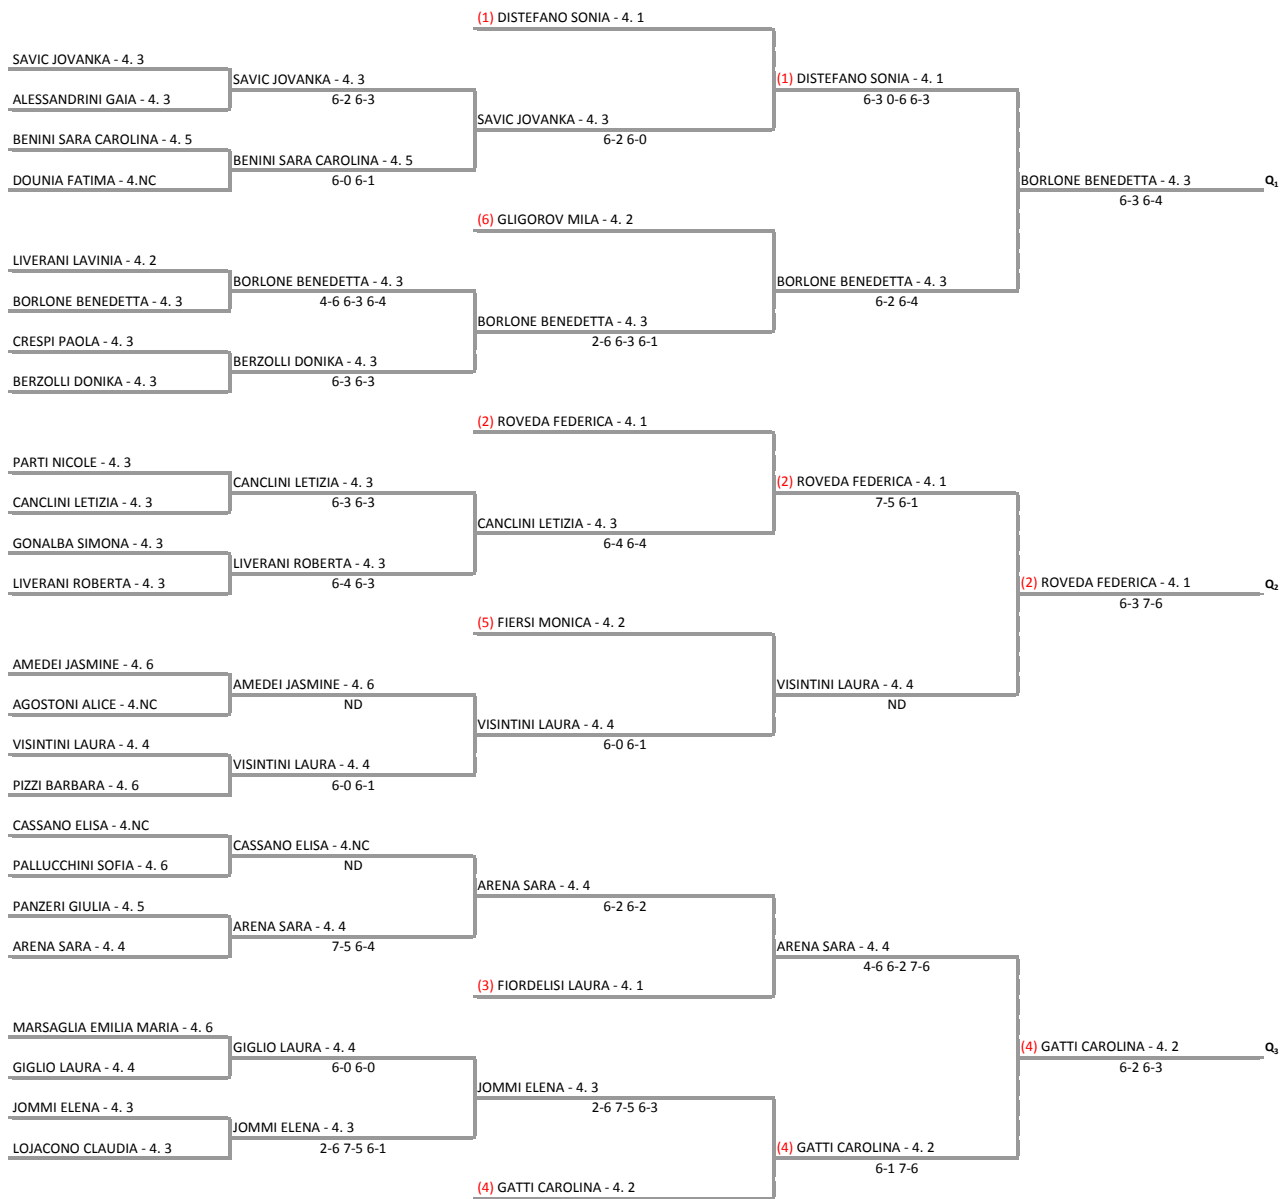 (1) DISTEFANO SONIA - 4. 1
SAVIC JOVANKA - 4. 3
SAVIC JOVANKA - 4. 3
6-2 6-3
(1) DISTEFANO SONIA - 4. 1
6-3 0-6 6-3
ALESSANDRINI GAIA - 4. 3
SAVIC JOVANKA - 4. 3
6-2 6-0
BENINI SARA CAROLINA - 4. 5
BENINI SARA CAROLINA - 4. 5
6-0 6-1
DOUNIA FATIMA - 4.NC
BORLONE BENEDETTA - 4. 3
6-3 6-4
Q1
(6) GLIGOROV MILA - 4. 2
LIVERANI LAVINIA - 4. 2
BORLONE BENEDETTA - 4. 3
4-6 6-3 6-4
BORLONE BENEDETTA - 4. 3
6-2 6-4
BORLONE BENEDETTA - 4. 3
BORLONE BENEDETTA - 4. 3
2-6 6-3 6-1
CRESPI PAOLA - 4. 3
BERZOLLI DONIKA - 4. 3
6-3 6-3
BERZOLLI DONIKA - 4. 3
(2) ROVEDA FEDERICA - 4. 1
PARTI NICOLE - 4. 3
CANCLINI LETIZIA - 4. 3
6-3 6-3
(2) ROVEDA FEDERICA - 4. 1
7-5 6-1
CANCLINI LETIZIA - 4. 3
CANCLINI LETIZIA - 4. 3
6-4 6-4
GONALBA SIMONA - 4. 3
LIVERANI ROBERTA - 4. 3
6-4 6-3
LIVERANI ROBERTA - 4. 3
(2) ROVEDA FEDERICA - 4. 1
6-3 7-6
Q2
(5) FIERSI MONICA - 4. 2
AMEDEI JASMINE - 4. 6
AMEDEI JASMINE - 4. 6
ND
VISINTINI LAURA - 4. 4
ND
AGOSTONI ALICE - 4.NC
VISINTINI LAURA - 4. 4
6-0 6-1
VISINTINI LAURA - 4. 4
VISINTINI LAURA - 4. 4
6-0 6-1
PIZZI BARBARA - 4. 6
CASSANO ELISA - 4.NC
CASSANO ELISA - 4.NC
ND
PALLUCCHINI SOFIA - 4. 6
ARENA SARA - 4. 4
6-2 6-2
PANZERI GIULIA - 4. 5
ARENA SARA - 4. 4
7-5 6-4
ARENA SARA - 4. 4
ARENA SARA - 4. 4
4-6 6-2 7-6
(3) FIORDELISI LAURA - 4. 1
MARSAGLIA EMILIA MARIA - 4. 6
GIGLIO LAURA - 4. 4
6-0 6-0
(4) GATTI CAROLINA - 4. 2
6-2 6-3
Q3
GIGLIO LAURA - 4. 4
JOMMI ELENA - 4. 3
2-6 7-5 6-3
JOMMI ELENA - 4. 3
JOMMI ELENA - 4. 3
2-6 7-5 6-1
LOJACONO CLAUDIA - 4. 3
(4) GATTI CAROLINA - 4. 2
6-1 7-6
(4) GATTI CAROLINA - 4. 2